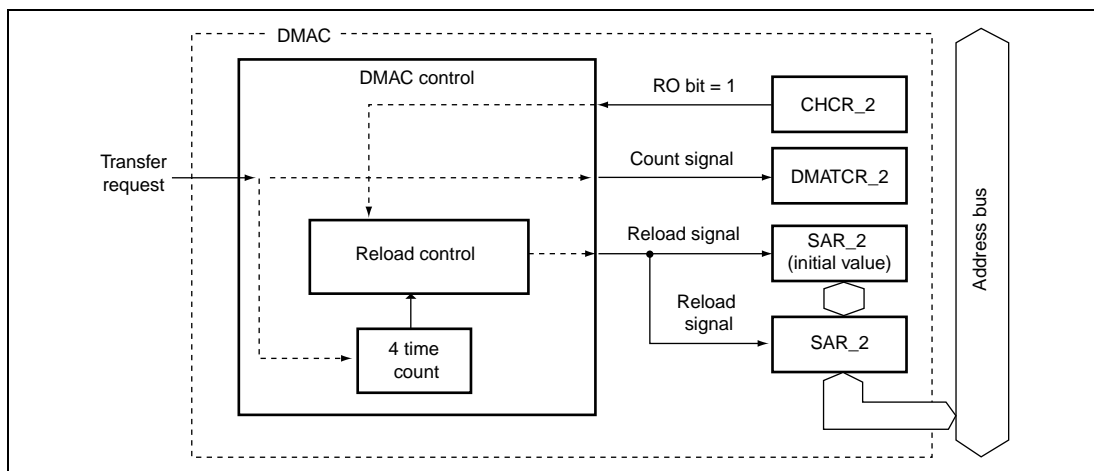 DMAC
DMAC control
RO bit = 1
CHCR_2
Transfer
request
Count signal
DMATCR_2
Reload control
Reload signal
SAR_2
(initial value)
Reload
signal
SAR_2
4 time
count
Address bus